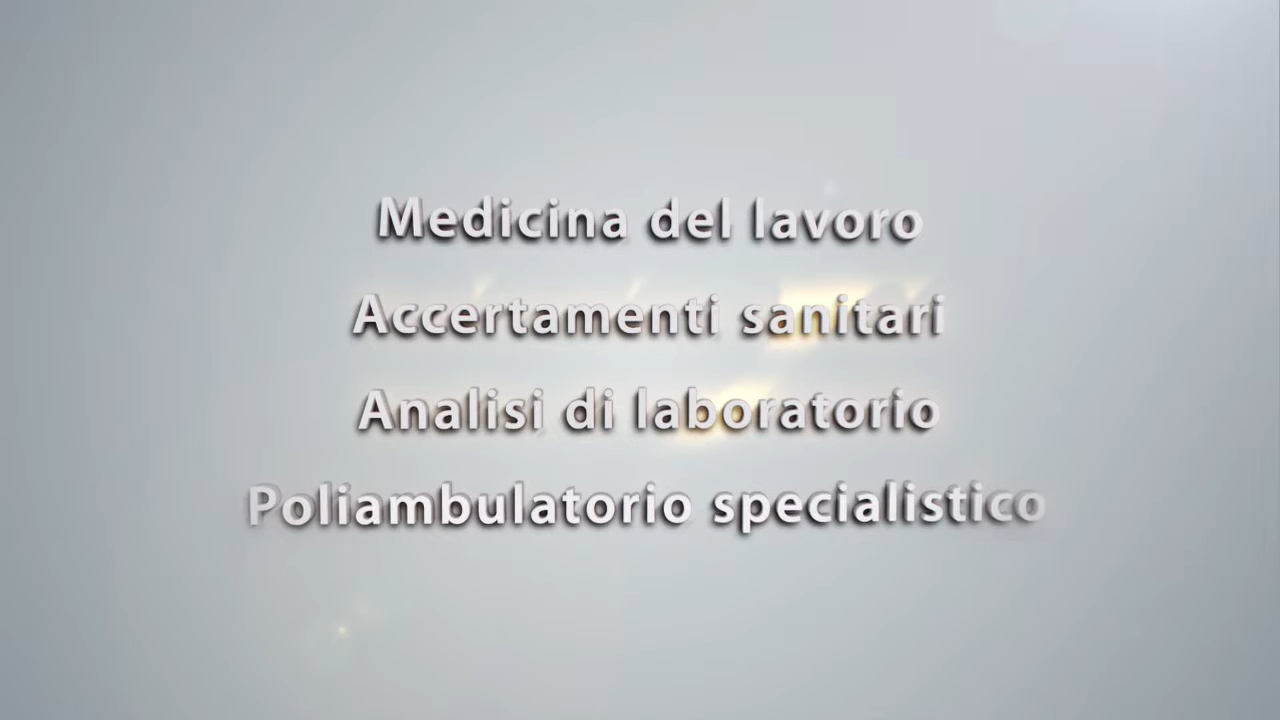 Medicina del lavoro
Accertamenti sanitari
Analisi di laboratorio
Poliambulatorio specialistico